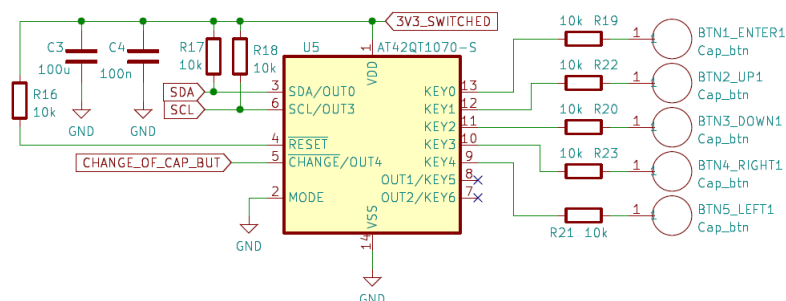 3V3_SWITCHED
C3
100u
C4
100n
R17
10k
R18
10k
U5
AT42QT1070-S
10k R19
1
BTN1_ENTER1
Cap_btn
R16
10k
GND
GND
SDA
SCL
3
6
4
5
2
1
14
VDD
VSS
SDA/OUT0
SCL/OUT3
RESET
CHANGE/OUT4
MODE
KEY0
KEY1
KEY2
KEY3
KEY4
OUT1/KEY5
OUT2/KEY6
13
12
11
10
9
8
7
10k R22
1
BTN2_UP1
Cap_btn
10k R20
1
BTN3_DOWN1
Cap_btn
10k R23
1
BTN4_RIGHT1
Cap_btn
R21 10k
1
BTN5_LEFT1
Cap_btn
CHANGE_OF_CAP_BUT
GND
GND